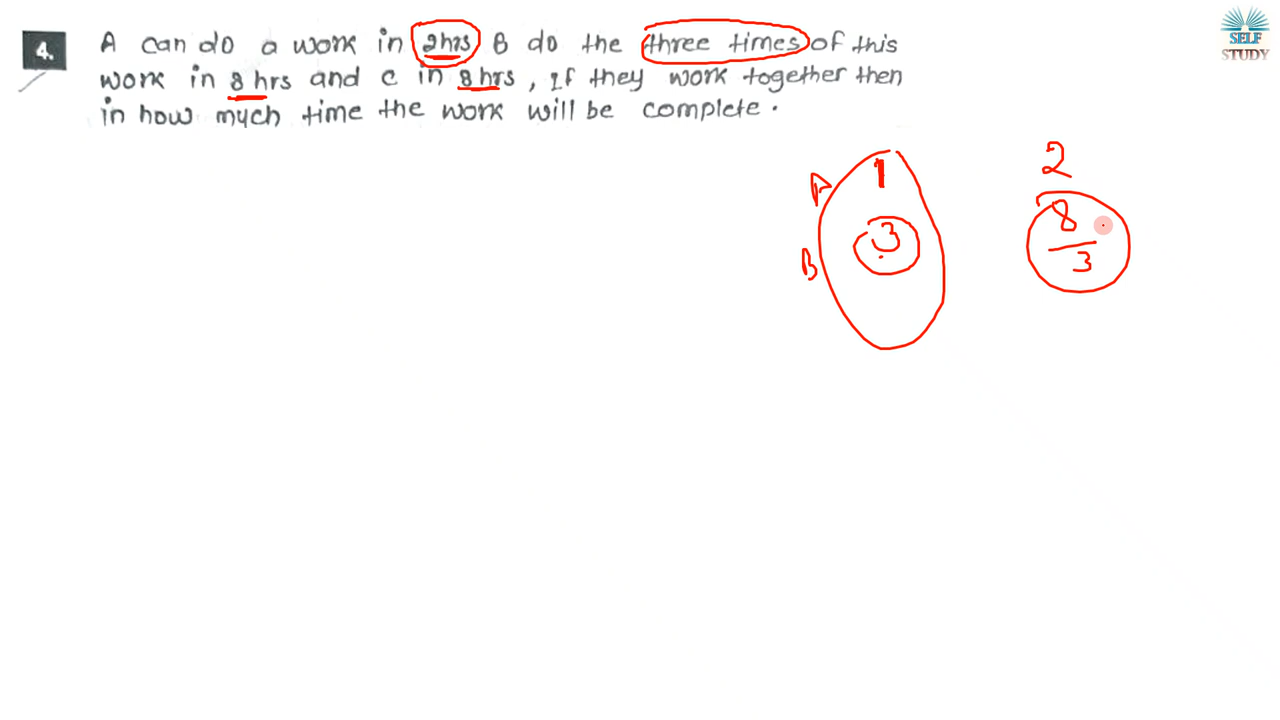 4. A can do a work in 2hrs B do the three times of this
work in 8 hrs and c in 8 hrs, If they work together then
in how much time the work will be complete.
SELF
STUDY
A 1 2
B 3 8
3